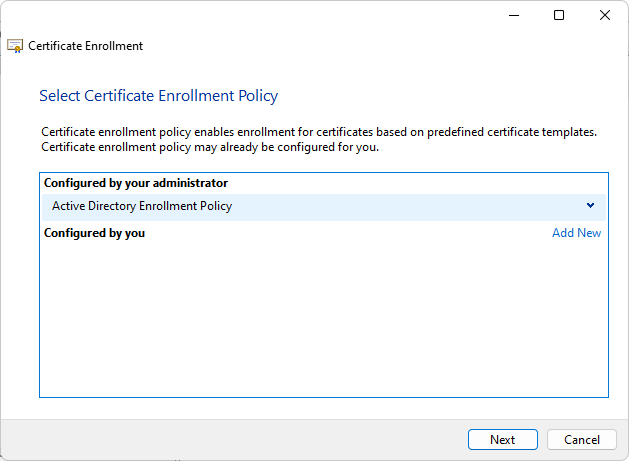 Certificate Enrollment
Select Certificate Enrollment Policy
Certificate enrollment policy enables enrollment for certificates based on predefined certificate templates.
Certificate enrollment policy may already be configured for you.
Configured by your administrator
Active Directory Enrollment Policy
Configured by you Add New
Next Cancel